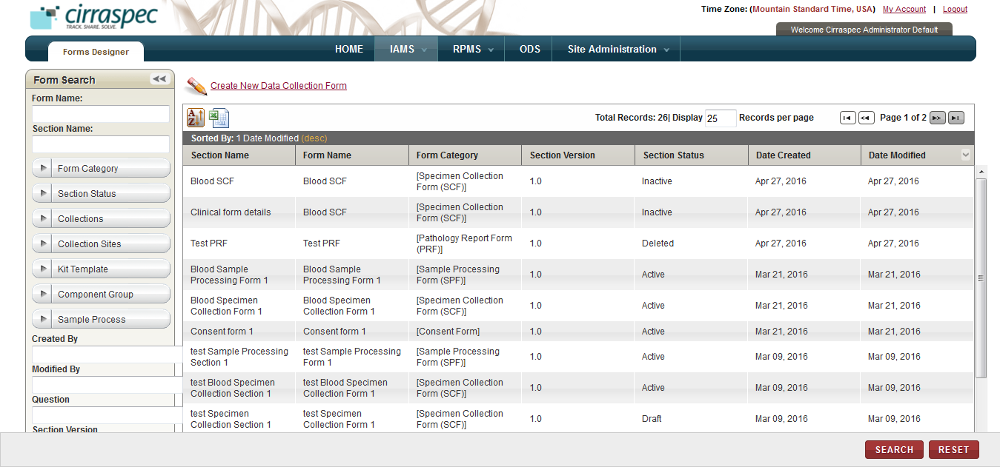 cirraspec
TRACK. SHARE. SOLVE.
Time Zone: (Mountain Standard Time, USA) My Account | Logout
Welcome Cirraspec Administrator Default
Forms Designer
HOME IAMS RPMS ODS Site Administration
Form Search
Form Name:
Section Name:
Form Category
Section Status
Collections
Collection Sites
Kit Template
Component Group
Sample Process
Created By
Modified By
Question
Section Version
Create New Data Collection Form
A
Z
Total Records: 26| Display 25 Records per page Page 1 of 2
Sorted By: 1 Date Modified (desc)
Section Name Form Name Form Category Section Version Section Status Date Created Date Modified
Blood SCF Blood SCF [Specimen Collection Form (SCF)] 1.0 Inactive Apr 27, 2016 Apr 27, 2016
Clinical form details Blood SCF [Specimen Collection Form (SCF)] 1.0 Inactive Apr 27, 2016 Apr 27, 2016
Test PRF Test PRF [Pathology Report Form (PRF)] 1.0 Deleted Apr 27, 2016 Apr 27, 2016
Blood Sample Processing Form 1 Blood Sample Processing Form 1 [Sample Processing Form (SPF)] 1.0 Active Mar 21, 2016 Mar 21, 2016
Blood Specimen Collection Form 1 Blood Specimen Collection Form 1 [Specimen Collection Form (SCF)] 1.0 Active Mar 21, 2016 Mar 21, 2016
Consent form 1 Consent form 1 [Consent Form] 1.0 Active Mar 21, 2016 Mar 21, 2016
test Sample Processing Section 1 test Sample Processing Form 1 [Sample Processing Form (SPF)] 1.0 Active Mar 09, 2016 Mar 09, 2016
test Blood Specimen Collection Section 1 test Blood Specimen Collection Form 1 [Specimen Collection Form (SCF)] 1.0 Active Mar 09, 2016 Mar 09, 2016
test Specimen Collection Section 1 test Specimen Collection Form 1 [Specimen Collection Form (SCF)] 1.0 Draft Mar 09, 2016 Mar 09, 2016
SEARCH RESET